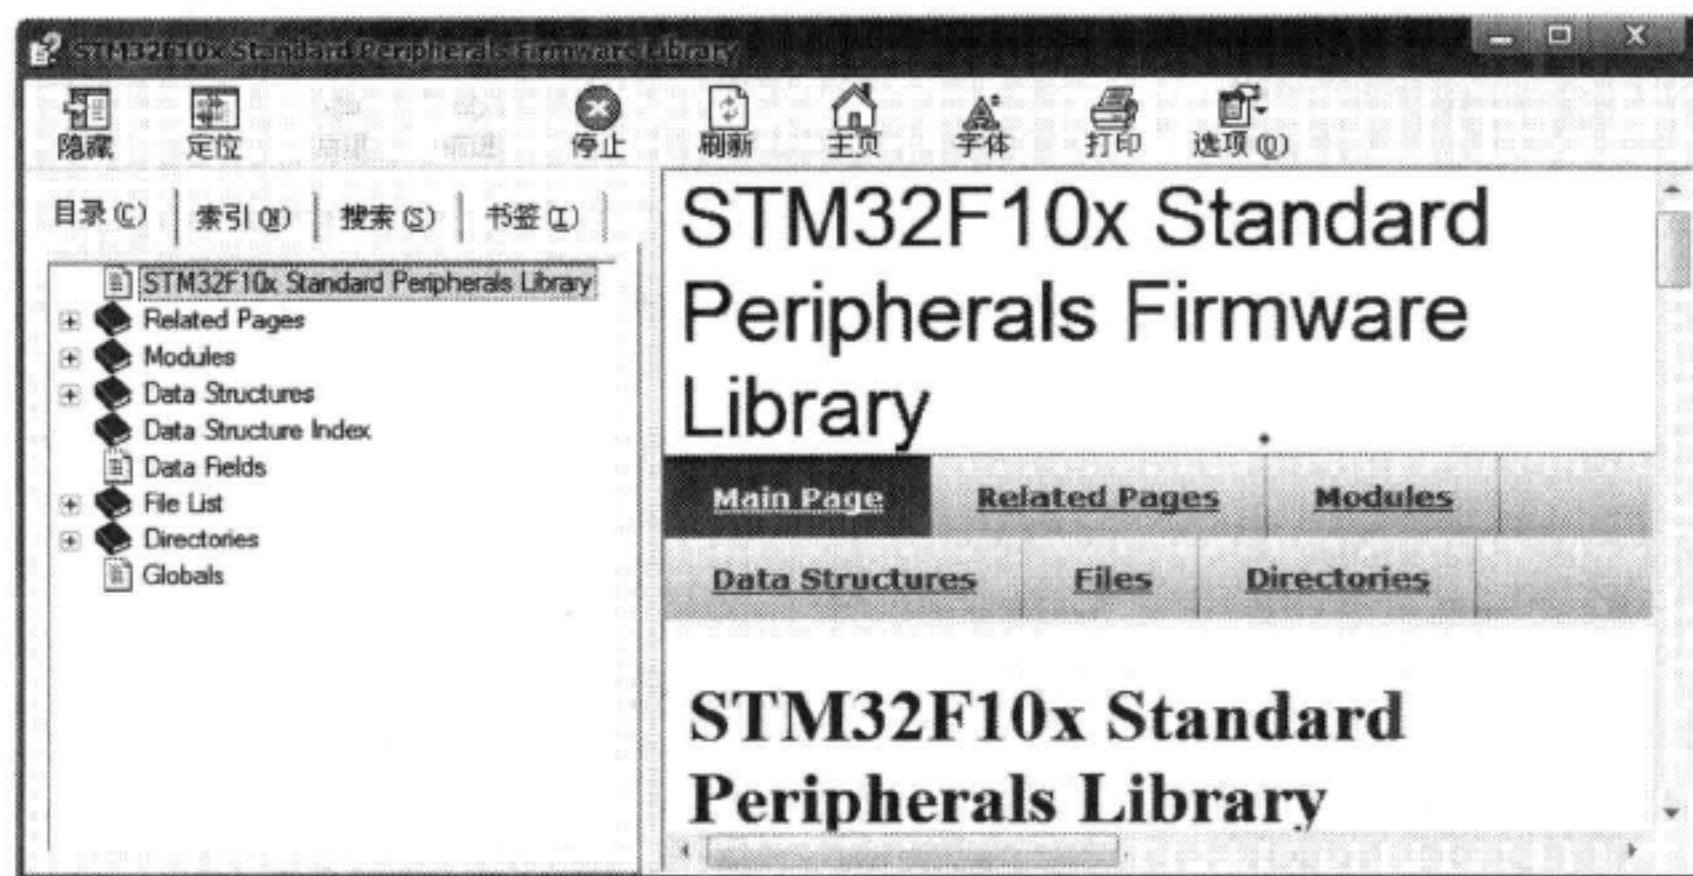 STM32F10x Standard Peripherals Firmware Library
隐藏 定位 停止 刷新 主页 字体 打印 选项(O)
目录(C) 索引(N) 搜索(S) 书签(I)
STM32F10x Standard Peripherals Library
Related Pages
Modules
Data Structures
Data Structure Index
Data Fields
File List
Directories
Globals
STM32F10x Standard
Peripherals Firmware
Library
Main Page Related Pages Modules
Data Structures Files Directories
STM32F10x Standard
Peripherals Library